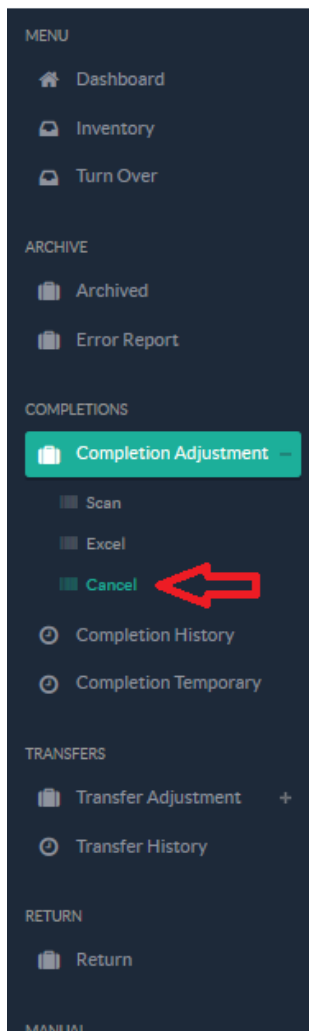 MENU
Dashboard
Inventory
Turn Over
ARCHIVE
Archived
Error Report
COMPLETIONS
Completion Adjustment −
Scan
Excel
Cancel
Completion History
Completion Temporary
TRANSFERS
Transfer Adjustment +
Transfer History
RETURN
Return
MANUAL